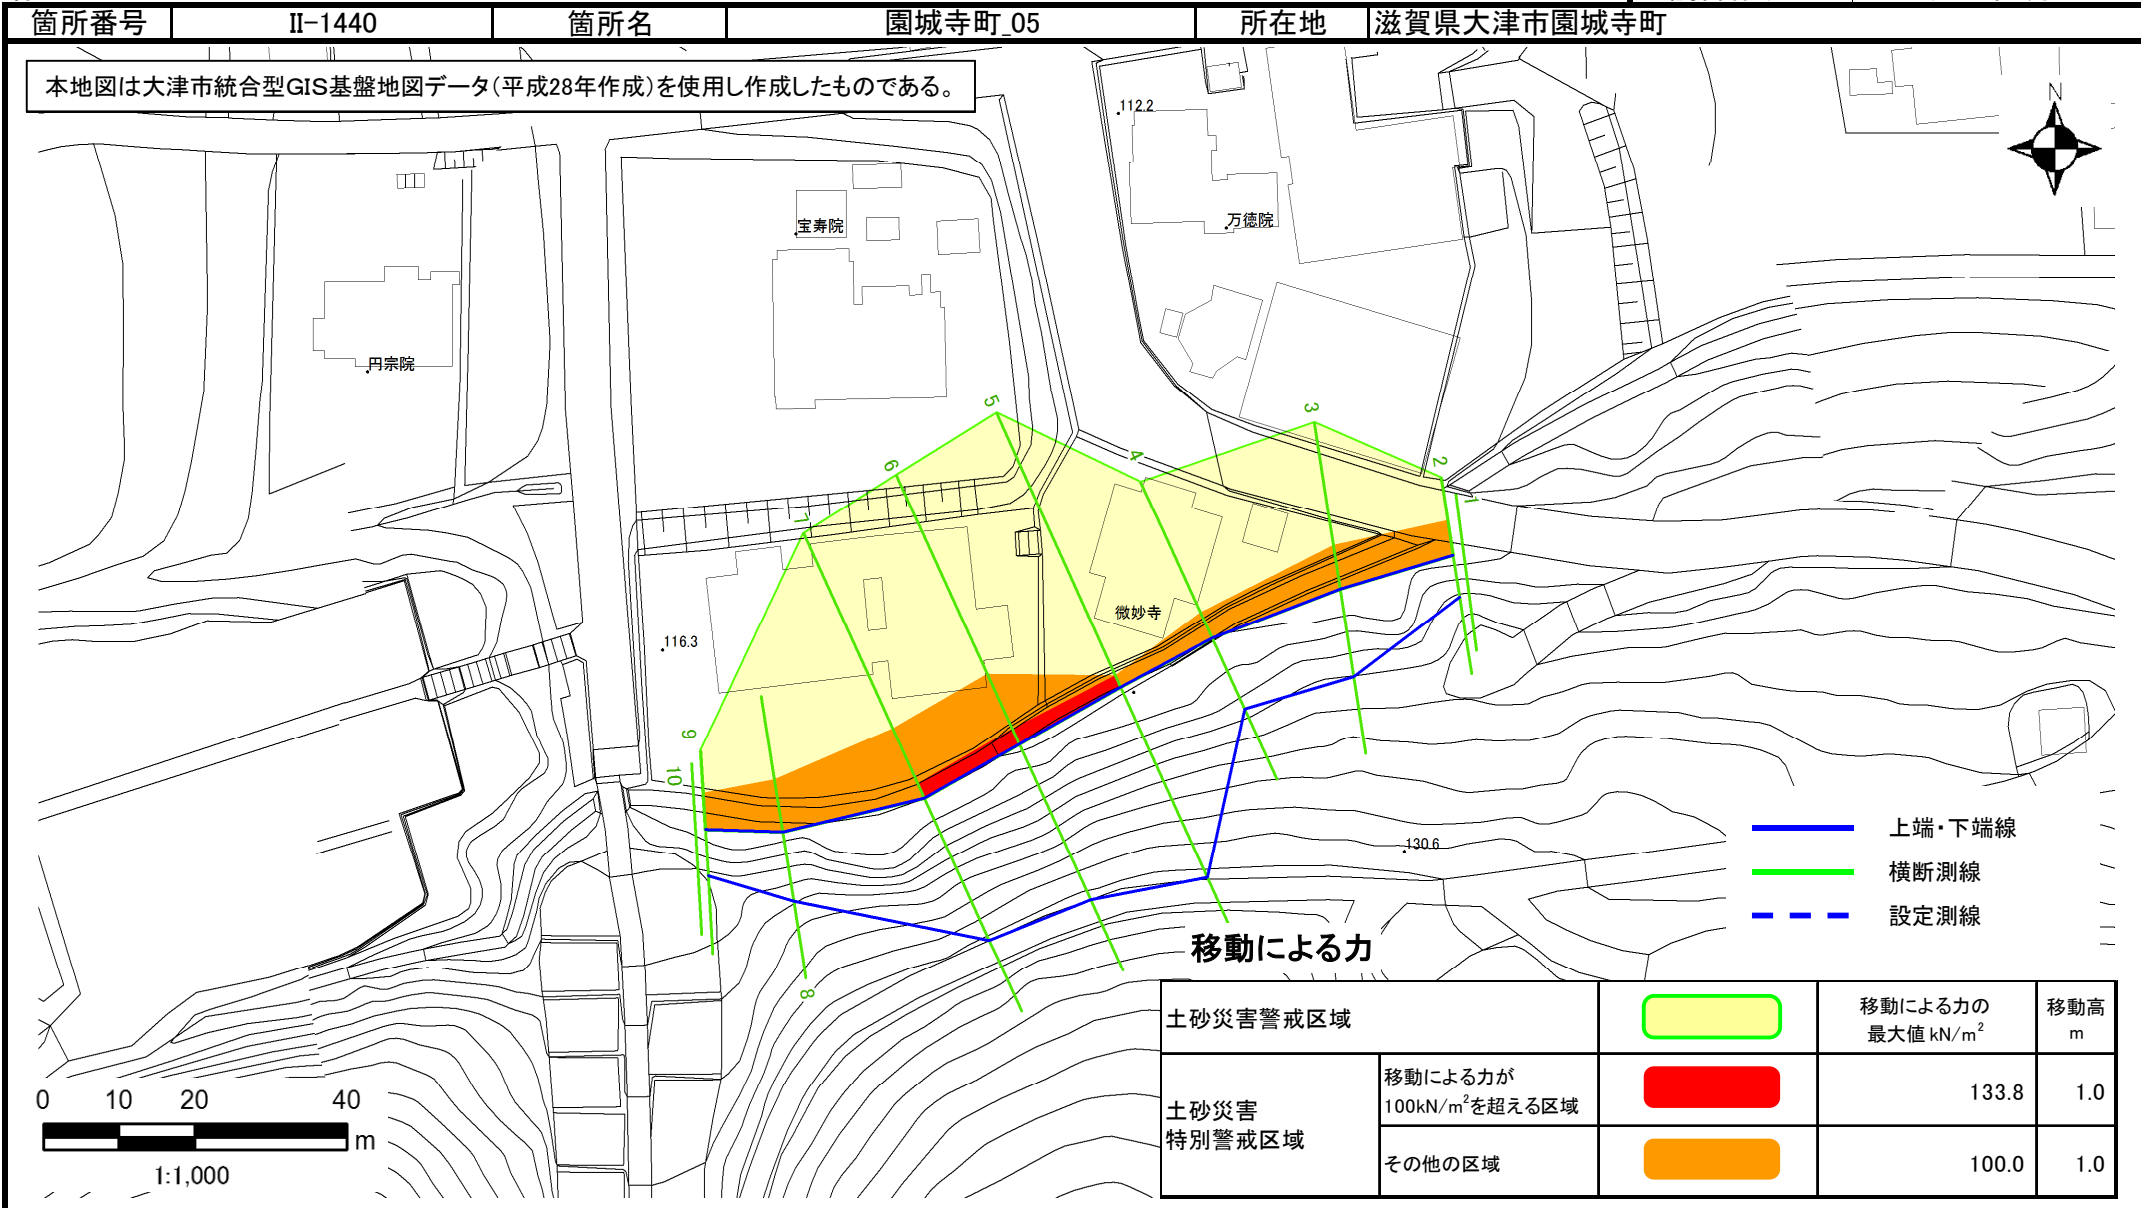 箇所番号 II-1440 箇所名 園城寺町_05 所在地 滋賀県大津市園城寺町
本地図は大津市統合型GIS基盤地図データ(平成28年作成)を使用し作成したものである。
N
112.2
宝寿院
万徳院
円宗院
5
3
4
2
6
1
7
微妙寺
116.3
9
10
130.6
8
上端・下端線
横断測線
設定測線
移動による力
土砂災害警戒区域
移動による力の
最大値 kN/m²
移動高
m
土砂災害
特別警戒区域
移動による力が
100kN/m²を超える区域
133.8 1.0
その他の区域
100.0 1.0
0 10 20 40
m
1:1,000